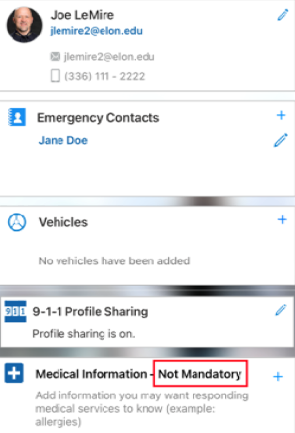 Joe LeMire
jlemire2@elon.edu
jlemire2@elon.edu
(336) 111 - 2222
Emergency Contacts
+
Jane Doe
Vehicles
+
No vehicles have been added
911 9-1-1 Profile Sharing
Profile sharing is on.
Medical Information - Not Mandatory
+
Add information you may want responding
medical services to know (example:
allergies)